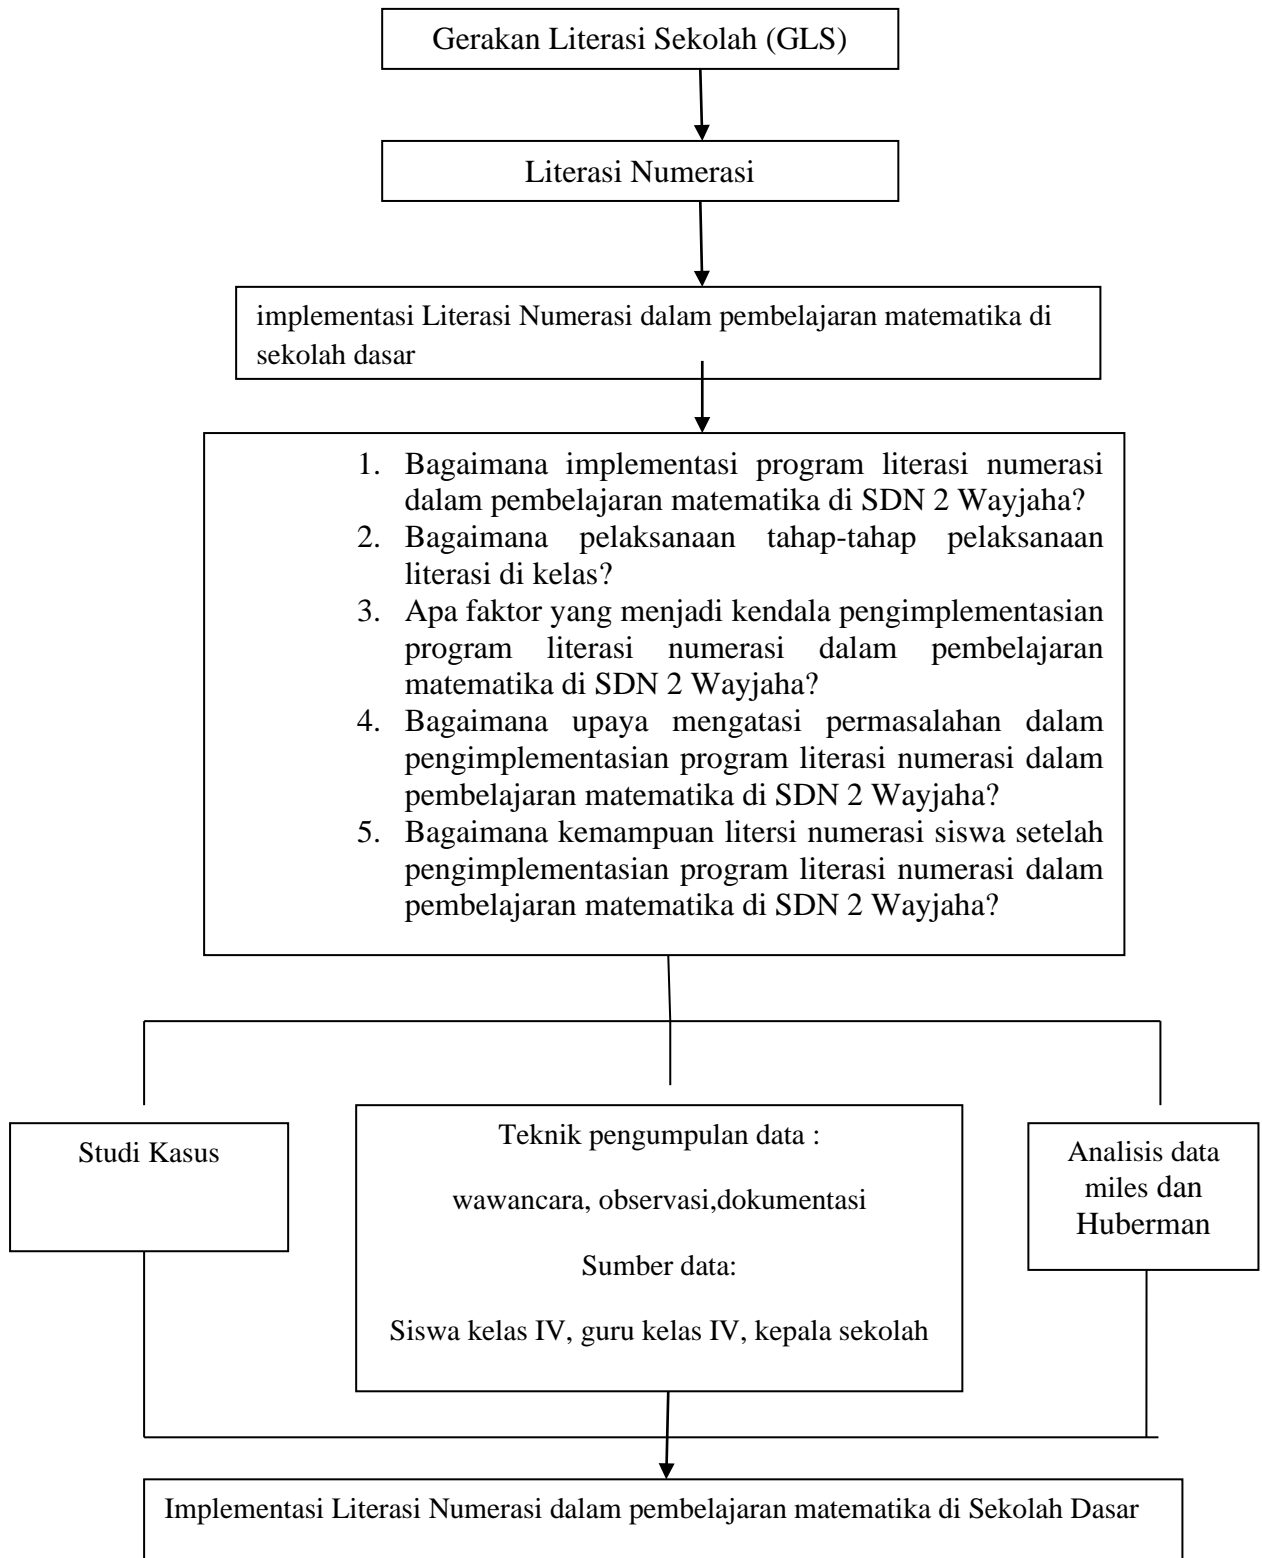 Gerakan Literasi Sekolah (GLS)
Literasi Numerasi
implementasi Literasi Numerasi dalam pembelajaran matematika di
sekolah dasar
1. Bagaimana implementasi program literasi numerasi
dalam pembelajaran matematika di SDN 2 Wayjaha?
2. Bagaimana pelaksanaan tahap-tahap pelaksanaan
literasi di kelas?
3. Apa faktor yang menjadi kendala pengimplementasian
program literasi numerasi dalam pembelajaran
matematika di SDN 2 Wayjaha?
4. Bagaimana upaya mengatasi permasalahan dalam
pengimplementasian program literasi numerasi dalam
pembelajaran matematika di SDN 2 Wayjaha?
5. Bagaimana kemampuan litersi numerasi siswa setelah
pengimplementasian program literasi numerasi dalam
pembelajaran matematika di SDN 2 Wayjaha?
Studi Kasus
Teknik pengumpulan data :
wawancara, observasi,dokumentasi
Sumber data:
Siswa kelas IV, guru kelas IV, kepala sekolah
Analisis data
miles dan
Huberman
Implementasi Literasi Numerasi dalam pembelajaran matematika di Sekolah Dasar